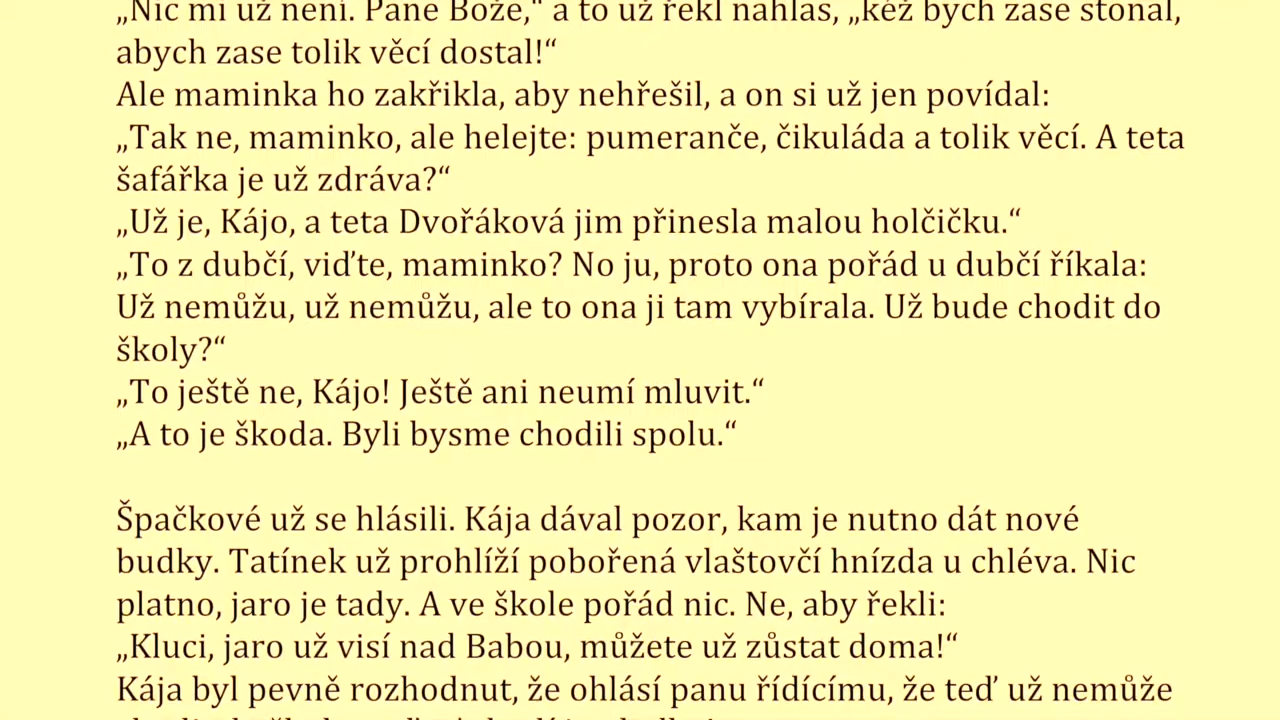 „Nic mi už není. Pane Bože,“ a to už řekl nahlas, „kéž bych zase stonal,
abych zase tolik věcí dostal!“
Ale maminka ho zakřikla, aby nehřešil, a on si už jen povídal:
„Tak ne, maminko, ale helejte: pumeranče, čikuláda a tolik věcí. A teta
šafářka je už zdráva?“
„Už je, Kájo, a teta Dvořáková jim přinesla malou holčičku.“
„To z dubčí, viďte, maminko? No ju, proto ona pořád u dubčí říkala:
Už nemůžu, už nemůžu, ale to ona ji tam vybírala. Už bude chodit do
školy?“
„To ještě ne, Kájo! Ještě ani neumí mluvit.“
„A to je škoda. Byli bysme chodili spolu.“
Špačkové už se hlásili. Kája dával pozor, kam je nutno dát nové
budky. Tatínek už prohlíží pobořená vlaštovčí hnízda u chléva. Nic
platno, jaro je tady. A ve škole pořád nic. Ne, aby řekli:
„Kluci, jaro už visí nad Babou, můžete už zůstat doma!“
Kája byl pevně rozhodnut, že ohlásí panu řídícímu, že teď už nemůže